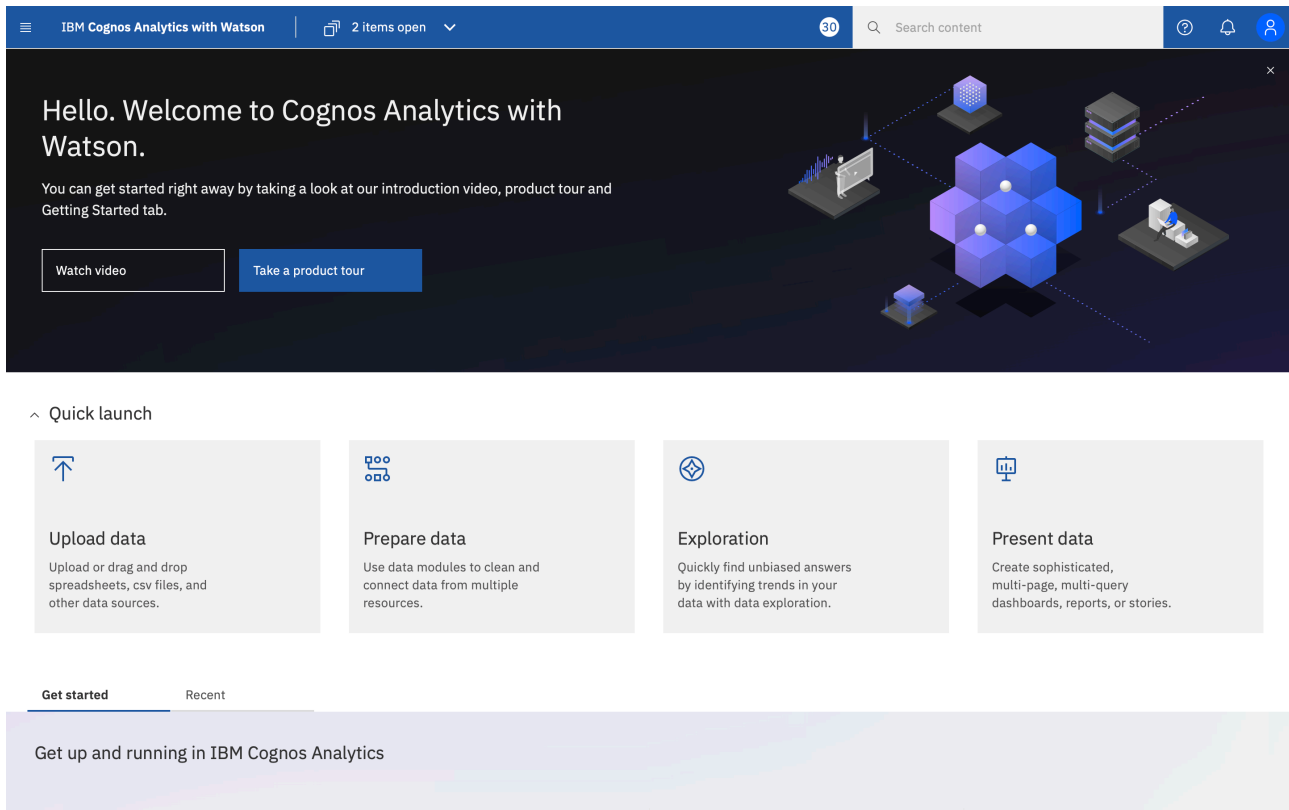 IBM Cognos Analytics with Watson
2 items open
30
Search content
Hello. Welcome to Cognos Analytics with
Watson.
You can get started right away by taking a look at our introduction video, product tour and
Getting Started tab.
Watch video
Take a product tour
Quick launch
Upload data
Upload or drag and drop
spreadsheets, csv files, and
other data sources.
Prepare data
Use data modules to clean and
connect data from multiple
resources.
Exploration
Quickly find unbiased answers
by identifying trends in your
data with data exploration.
Present data
Create sophisticated,
multi-page, multi-query
dashboards, reports, or stories.
Get started
Recent
Get up and running in IBM Cognos Analytics